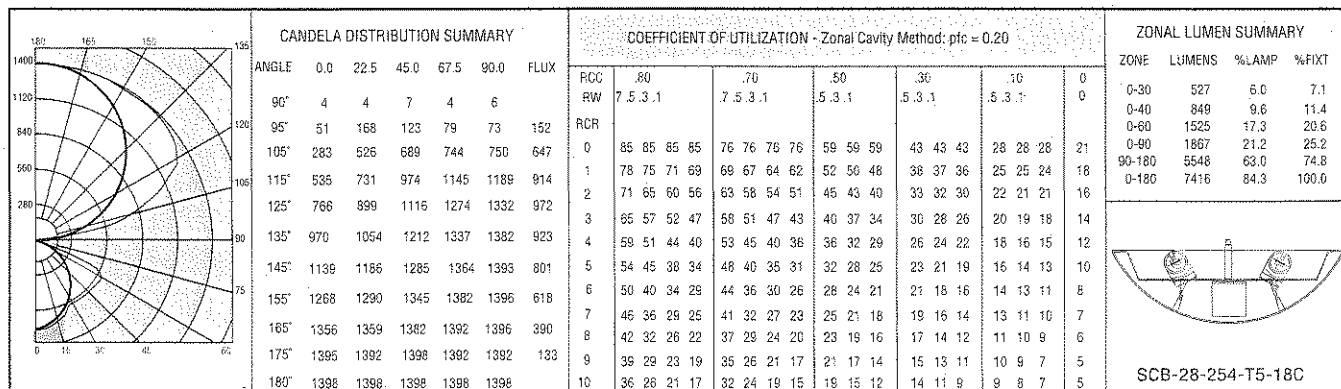 180 165 150 135
1400
1120
840
560
280
120
105
90
75
0 15 30 45 60
CANDELA DISTRIBUTION SUMMARY
ANGLE 0.0 22.5 45.0 67.5 90.0 FLUX
90° 4 4 7 4 6
95° 51 168 123 79 73 152
105° 283 526 689 744 750 647
115° 535 731 974 1145 1189 914
125° 766 899 1116 1274 1332 972
135° 970 1054 1212 1337 1382 923
145° 1139 1186 1285 1364 1393 801
155° 1268 1290 1345 1382 1396 618
165° 1356 1359 1382 1392 1396 390
175° 1395 1392 1398 1392 1392 133
180° 1398 1398 1398 1398 1398
COEFFICIENT OF UTILIZATION - Zonal Cavity Method: pfc = 0.20
RCC .80 .70 .50 .30 .10 0
RW 7 .5 .3 .1 .7 .5 .3 .1 .5 .3 .1 .5 .3 .1 .5 .3 .1 0
RCR
0 85 85 85 85 76 76 76 76 59 59 59 43 43 43 28 28 28 21
1 78 75 71 69 69 67 64 62 52 50 48 38 37 36 25 25 24 18
2 71 65 60 56 63 58 54 51 45 43 40 33 32 30 22 21 21 16
3 65 57 52 47 58 51 47 43 40 37 34 30 28 26 20 19 18 14
4 59 51 44 40 53 45 40 36 36 32 29 26 24 22 18 16 15 12
5 54 45 38 34 48 40 35 31 32 28 25 23 21 19 16 14 13 10
6 50 40 34 29 44 36 30 26 28 24 21 21 18 16 14 13 11 8
7 46 36 29 25 41 32 27 23 25 21 18 19 16 14 13 11 10 7
8 42 32 26 22 37 29 24 20 23 19 16 17 14 12 11 10 9 5
9 39 29 23 19 35 26 21 17 21 17 14 15 13 11 10 9 7 5
10 36 26 21 17 32 24 19 15 19 15 12 14 11 9 9 8 7 5
ZONAL LUMEN SUMMARY
ZONE LUMENS %LAMP %FIXT
0-30 527 6.0 7.1
0-40 849 9.6 11.4
0-60 1525 17.3 20.6
0-90 1867 21.2 25.2
90-180 5548 63.0 74.8
0-180 7416 84.3 100.0
SCB-28-254-T5-18C